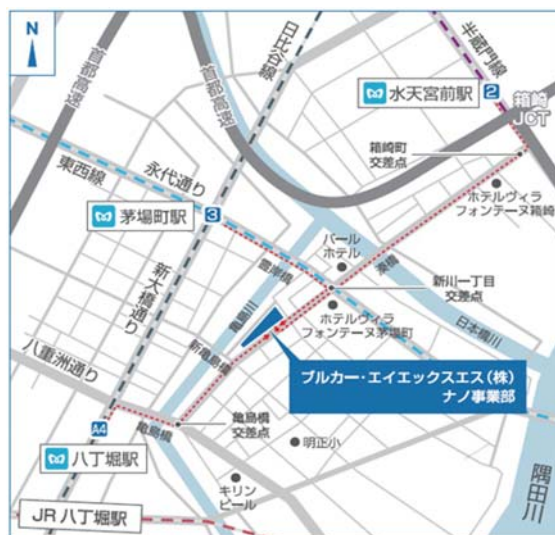 N
首都高速
日比谷線
首都高速
半蔵門線
水天宮前駅
2
箱崎
JCT
箱崎町
交差点
ホテルヴィラ
フォンテーヌ箱崎
東西線
永代通り
茅場町駅
3
パール
ホテル
霊岸橋
湊橋
新川一丁目
交差点
新大橋通り
亀島川
ホテルヴィラ
フォンテーヌ茅場町
日本橋川
八重洲通り
新亀島橋
ブルカー・エイエックスエス(株)
ナノ事業部
A4
亀島橋
亀島橋
交差点
明正小
八丁堀駅
キリン
ビール
隅田川
JR 八丁堀駅